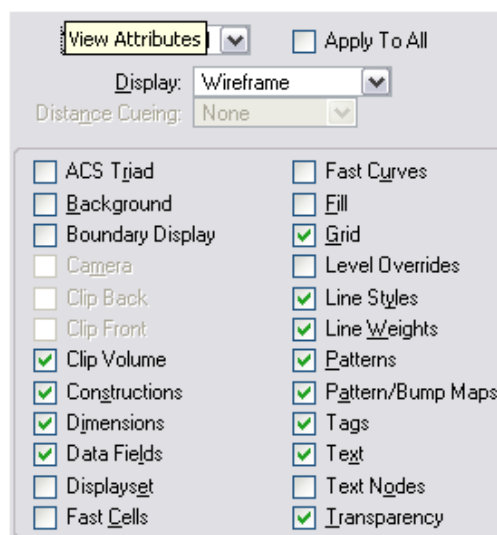 View Attributes
Apply To All
Display: Wireframe
Distance Cueing: None
ACS Triad
Background
Boundary Display
Camera
Clip Back
Clip Front
Clip Volume
Constructions
Dimensions
Data Fields
Displayset
Fast Cells
Fast Curves
Fill
Grid
Level Overrides
Line Styles
Line Weights
Patterns
Pattern/Bump Maps
Tags
Text
Text Nodes
Transparency